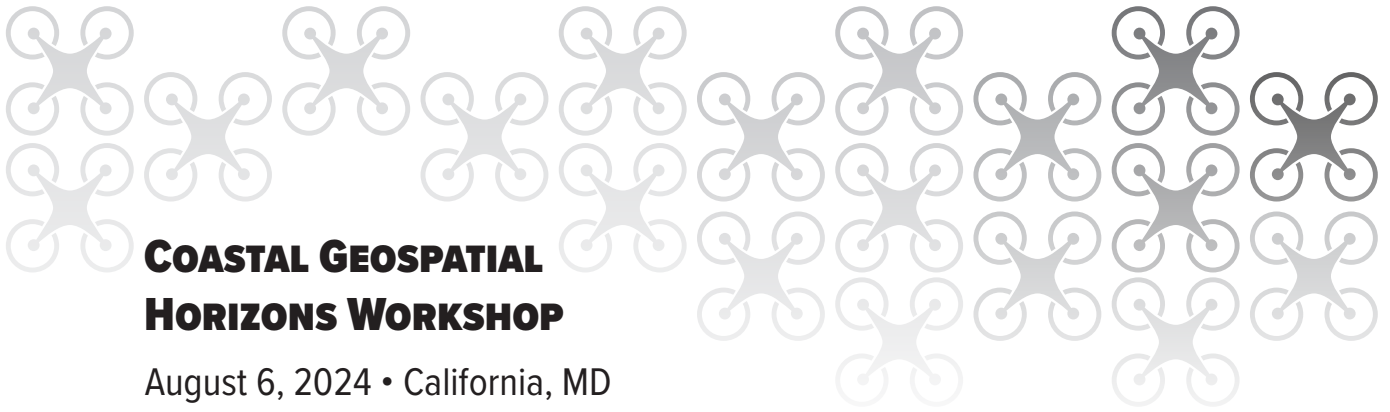 Coastal Geospatial
Horizons Workshop
August 6, 2024 • California, MD